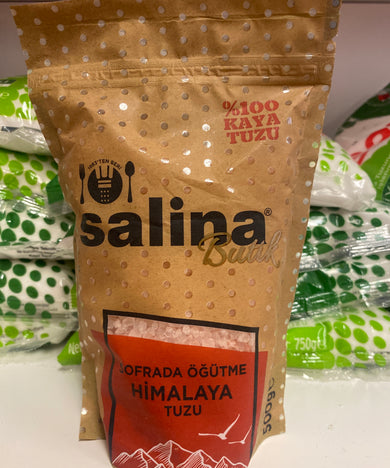 %100
KAYA
TUZU
salina®
Butik
SOFRADA ÖĞÜTME
HİMALAYA
TUZU
500g
750g